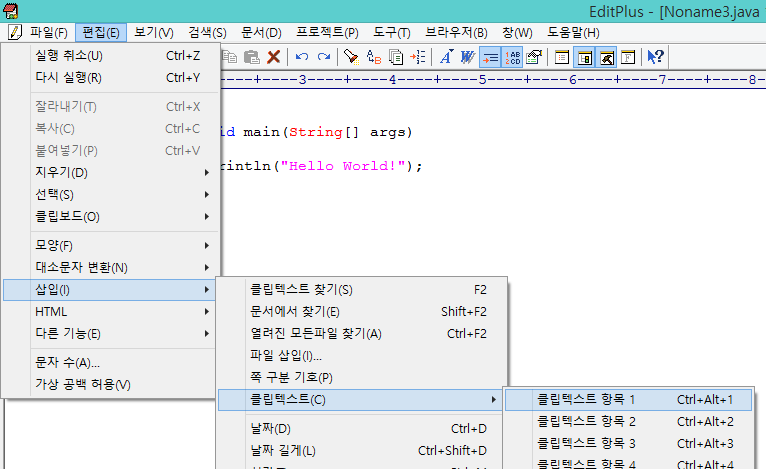 EditPlus - [Noname3.java
파일(F) 편집(E) 보기(V) 검색(S) 문서(D) 프로젝트(P) 도구(T) 브라우저(B) 창(W) 도움말(H)
실행 취소(U) Ctrl+Z
다시 실행(R) Ctrl+Y
잘라내기(T) Ctrl+X
복사(C) Ctrl+C
붙여넣기(P) Ctrl+V
지우기(D)
선택(S)
클립보드(O)
모양(F)
대소문자 변환(N)
삽입(I)
HTML
다른 기능(E)
문자 수(A)...
가상 공백 허용(V)
----+----3----+----4----+----5----+----6----+----7----+----8
id main(String[] args)
rintln("Hello World!");
클립텍스트 찾기(S) F2
문서에서 찾기(E) Shift+F2
열려진 모든파일 찾기(A) Ctrl+F2
파일 삽입(I)...
쪽 구분 기호(P)
클립텍스트(C)
날짜(D) Ctrl+D
날짜 길게(L) Ctrl+Shift+D
클립텍스트 항목 1 Ctrl+Alt+1
클립텍스트 항목 2 Ctrl+Alt+2
클립텍스트 항목 3 Ctrl+Alt+3
클립텍스트 항목 4 Ctrl+Alt+4